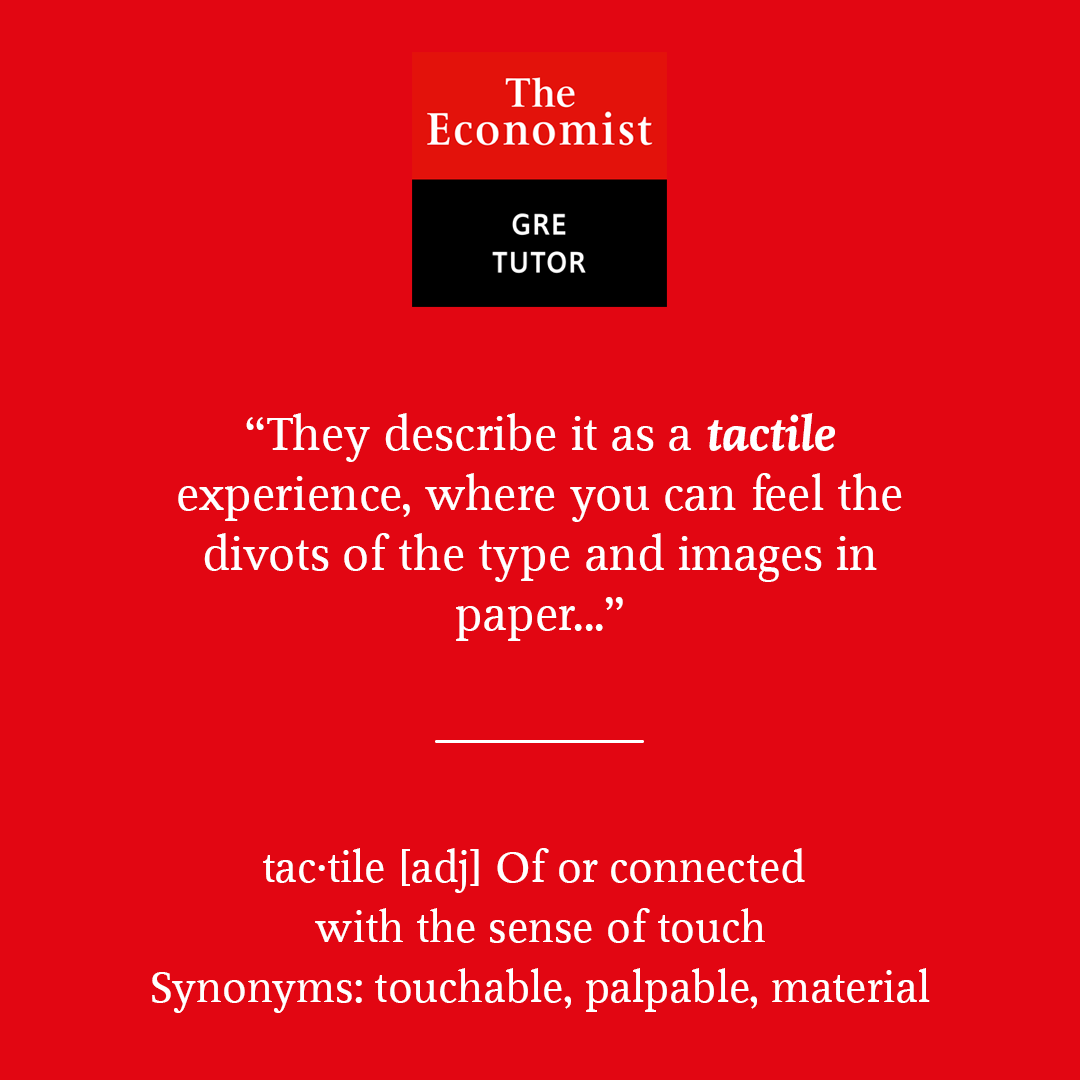 The
Economist
GRE
TUTOR
“They describe it as a tactile
experience, where you can feel the
divots of the type and images in
paper...”
tac·tile [adj] Of or connected
with the sense of touch
Synonyms: touchable, palpable, material